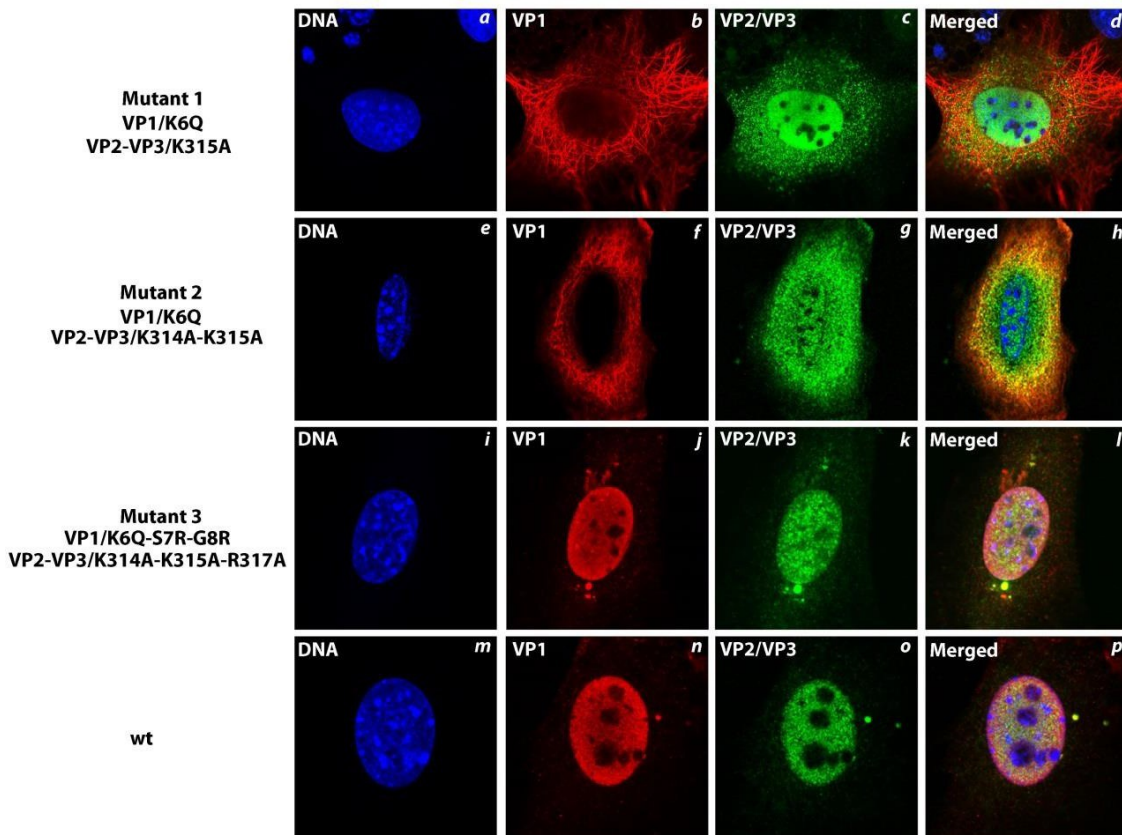 DNA a VP1 b VP2/VP3 c Merged d
Mutant 1
VP1/K6Q
VP2-VP3/K315A
DNA e VP1 f VP2/VP3 g Merged h
Mutant 2
VP1/K6Q
VP2-VP3/K314A-K315A
DNA i VP1 j VP2/VP3 k Merged l
Mutant 3
VP1/K6Q-S7R-G8R
VP2-VP3/K314A-K315A-R317A
DNA m VP1 n VP2/VP3 o Merged p
wt